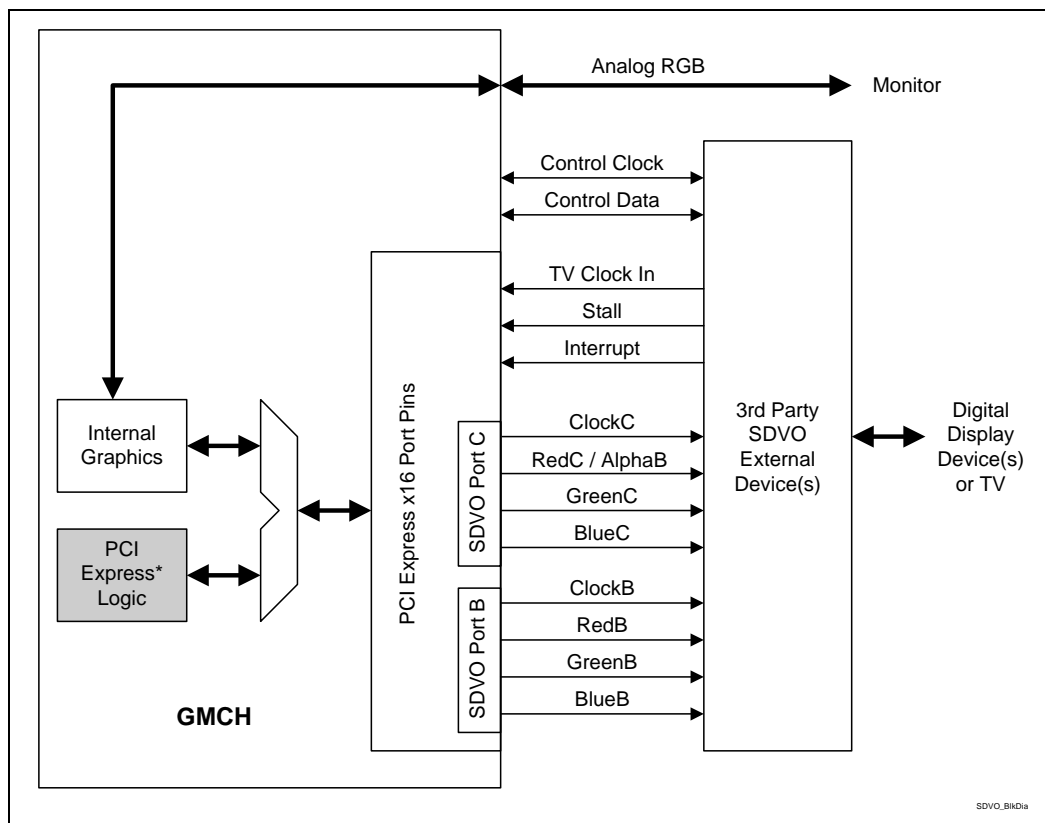 Analog RGB
Monitor
Control Clock
Control Data
TV Clock In
Stall
Interrupt
Internal
Graphics
PCI
Express*
Logic
GMCH
PCI Express x16 Port Pins
SDVO Port C
SDVO Port B
ClockC
RedC / AlphaB
GreenC
BlueC
ClockB
RedB
GreenB
BlueB
3rd Party
SDVO
External
Device(s)
Digital
Display
Device(s)
or TV
SDVO_BlkDia